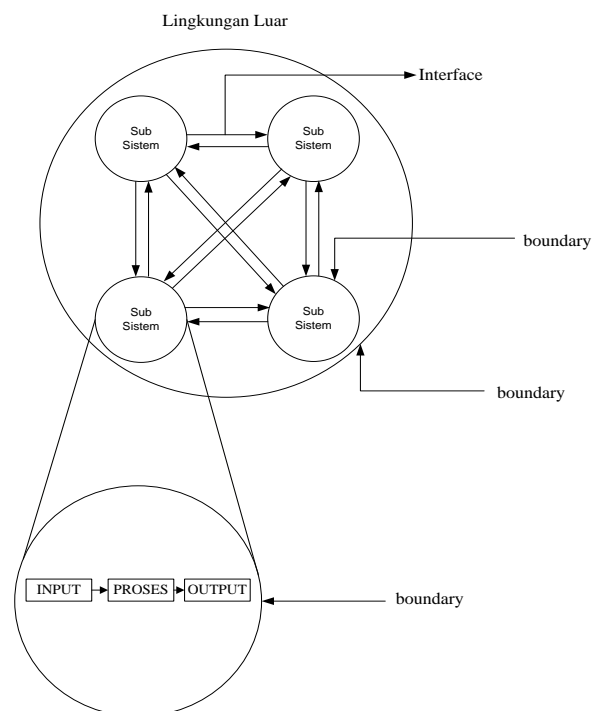 Lingkungan Luar
Interface
Sub
Sistem
Sub
Sistem
boundary
Sub
Sistem
Sub
Sistem
boundary
INPUT
PROSES
OUTPUT
boundary